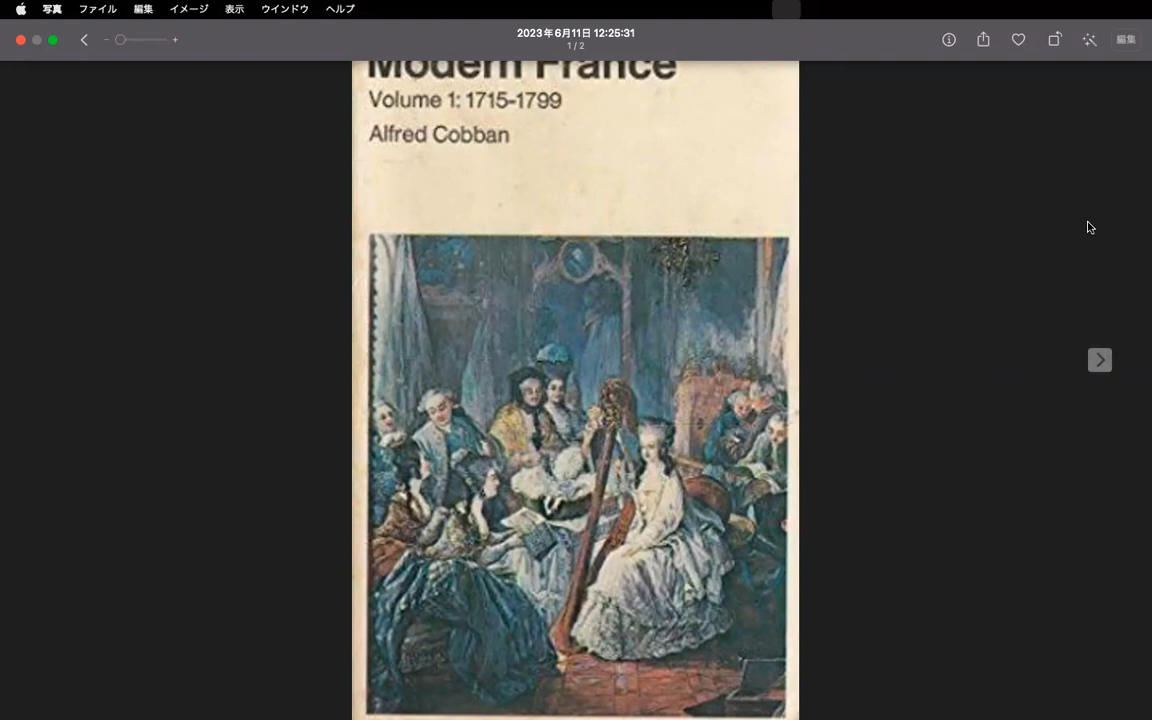 写真 ファイル 編集 イメージ 表示 ウインドウ ヘルプ
2023年6月11日 12:25:31
1 / 2
編集
Modern France
Volume 1: 1715-1799
Alfred Cobban